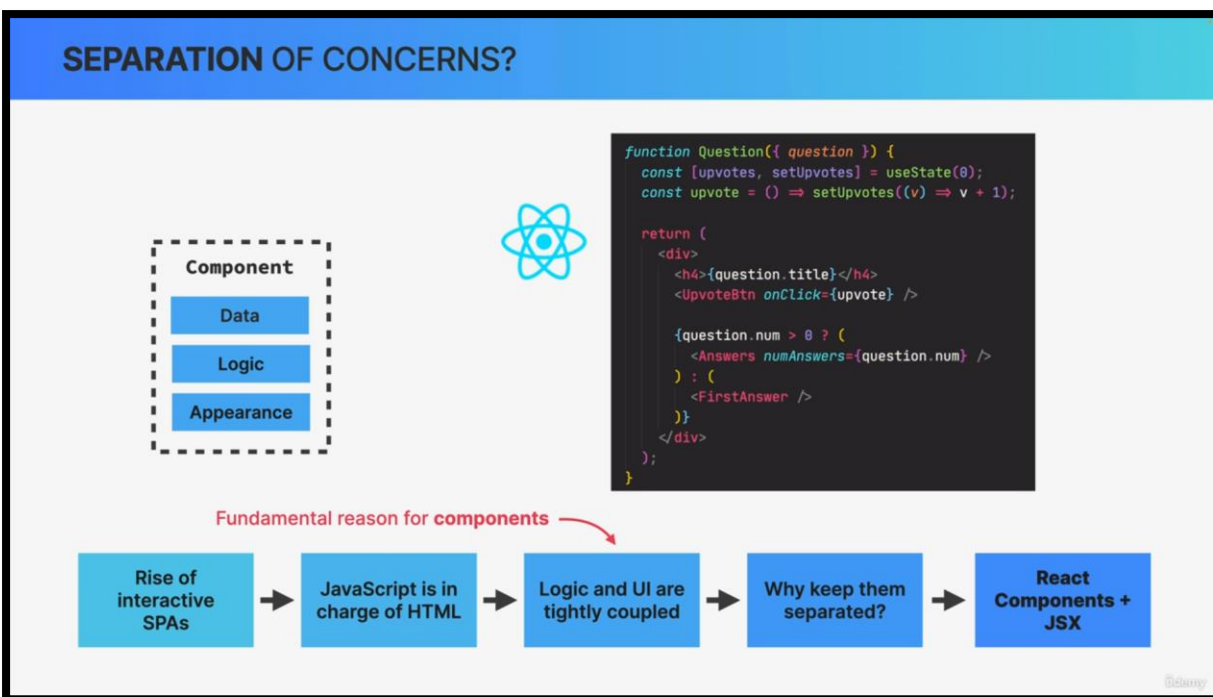 SEPARATION OF CONCERNS?
Component
Data
Logic
Appearance
function Question({ question }) {
const [upvotes, setUpvotes] = useState(0);
const upvote = () ⇒ setUpvotes((v) ⇒ v + 1);
return (
<div>
<h4>{question.title}</h4>
<UpvoteBtn onClick={upvote} />
{question.num > 0 ? (
<Answers numAnswers={question.num} />
) : (
<FirstAnswer />
)}
</div>
);
}
Fundamental reason for components
Rise of
interactive
SPAs
JavaScript is in
charge of HTML
Logic and UI are
tightly coupled
Why keep them
separated?
React
Components +
JSX
Udemy